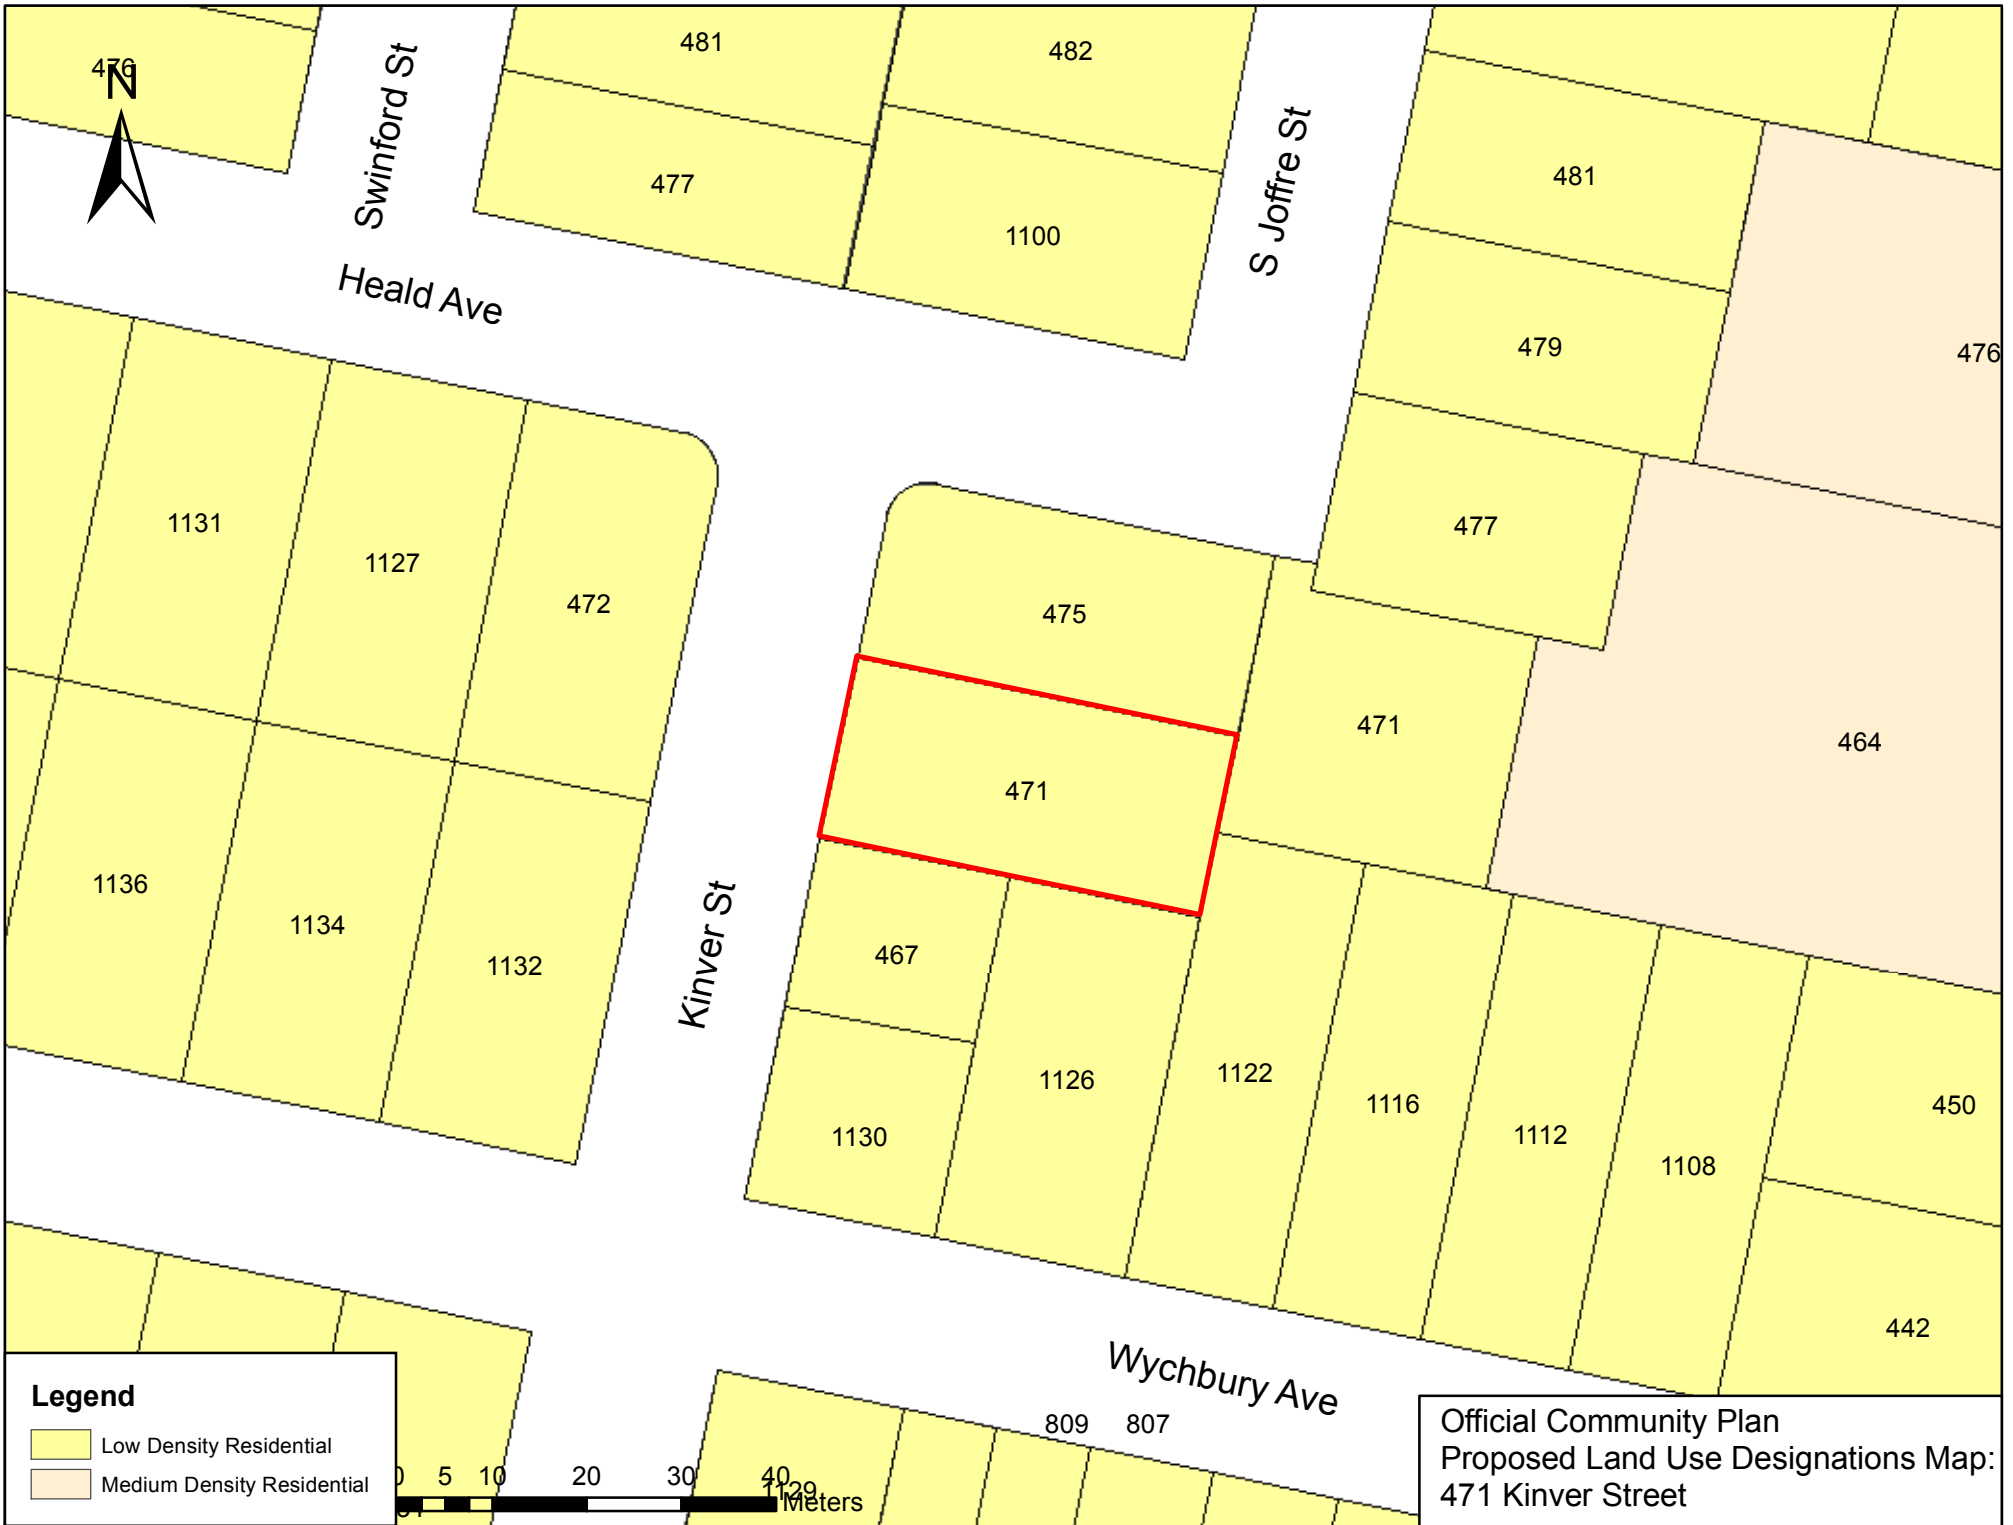 481
482
476
N
Swinford St
S Joffre St
481
477
1100
Heald Ave
479
476
1131
1127
472
475
477
471
464
471
1136
1134
1132
Kinver St
467
1126
1122
1116
1112
1108
450
1130
442
Wychbury Ave
809 807
Legend
Low Density Residential
Medium Density Residential
0 5 10 20 30 40
1129
Meters
Official Community Plan
Proposed Land Use Designations Map:
471 Kinver Street